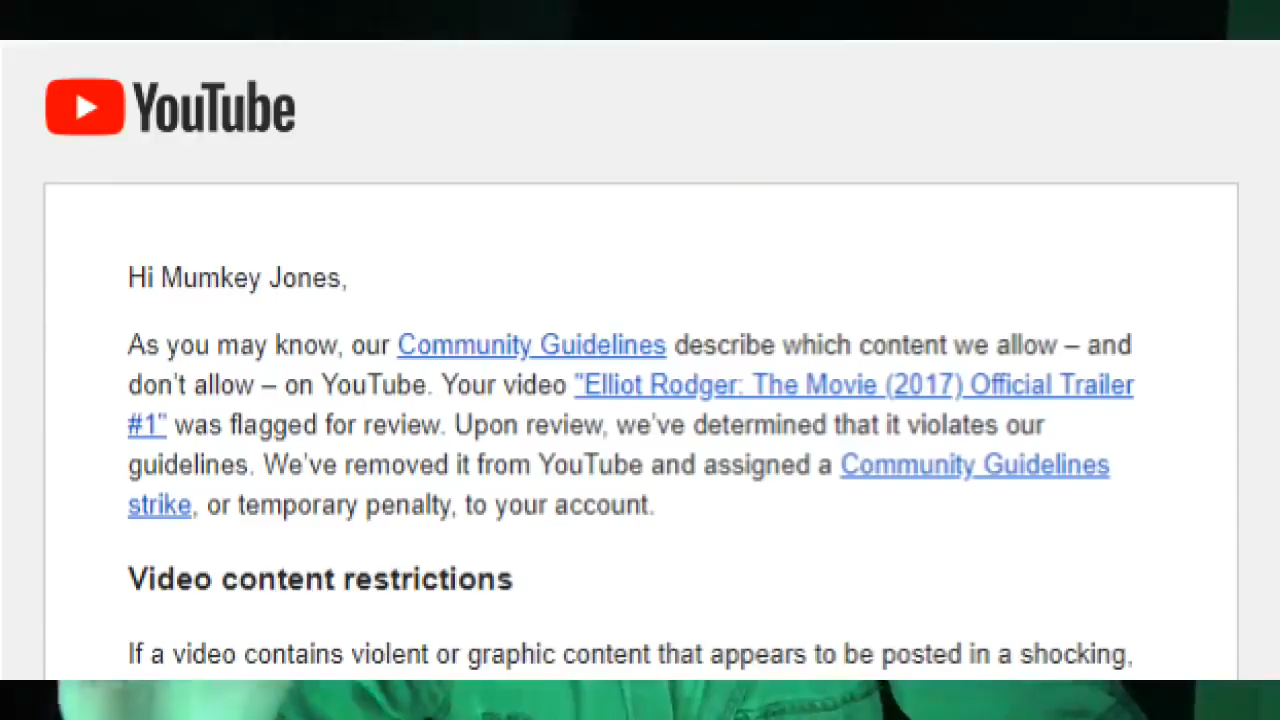 YouTube
Hi Mumkey Jones,
As you may know, our Community Guidelines describe which content we allow – and
don't allow – on YouTube. Your video "Elliot Rodger: The Movie (2017) Official Trailer
#1" was flagged for review. Upon review, we've determined that it violates our
guidelines. We've removed it from YouTube and assigned a Community Guidelines
strike, or temporary penalty, to your account.
Video content restrictions
If a video contains violent or graphic content that appears to be posted in a shocking,